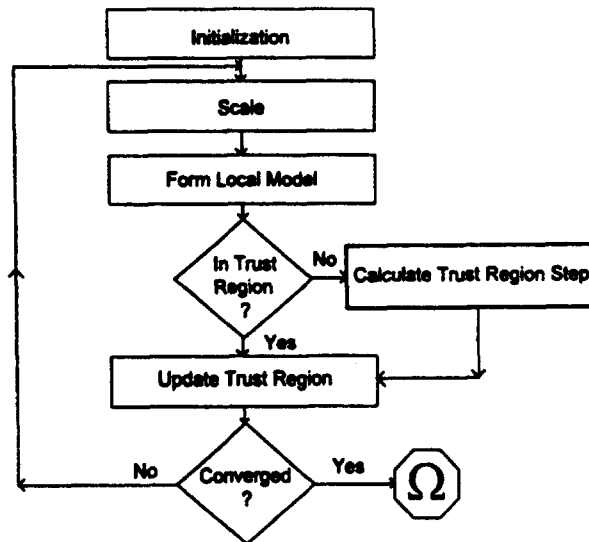 Initialization
Scale
Form Local Model
In Trust
Region
?
No
Calculate Trust Region Step
Yes
Update Trust Region
No
Converged
?
Yes
Ω